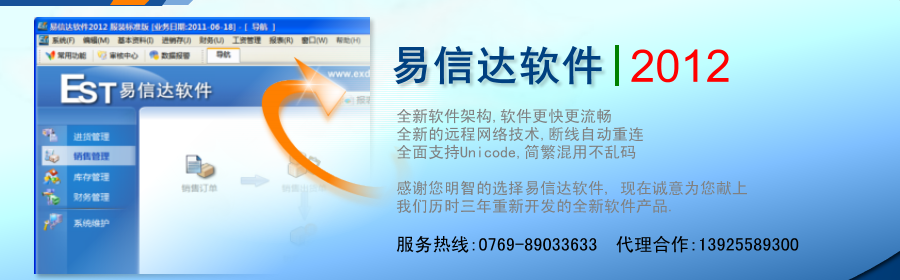 易信达软件2012 服装标准版 [业务日期:2011-06-18] - [ 导航 ]
系统(F) 编辑(M) 基本资料(I) 进销存(J) 财务(U) 工资管理 报表(R) 窗口(W) 帮助(H)
常用功能 审核中心 数据报警 导航
www.exd
EST 易信达软件
进货管理
销售管理
库存管理
财务管理
系统维护
销售订单
易信达软件 2012
全新软件架构,软件更快更流畅
全新的远程网络技术,断线自动重连
全面支持Unicode,简繁混用不乱码
感谢您明智的选择易信达软件, 现在诚意为您献上
我们历时三年重新开发的全新软件产品.
服务热线:0769-89033633 代理合作:13925589300